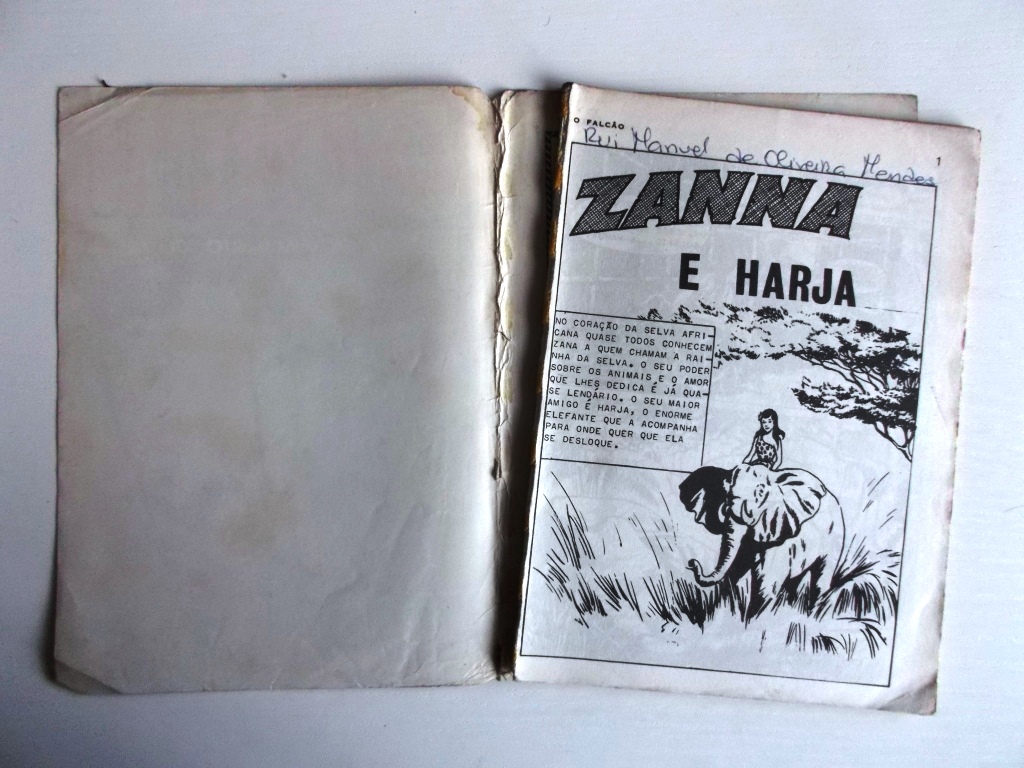 O FALCÃO
Rui Manuel de Oliveira Mendes
1
ZANNA
E HARJA
NO CORAÇÃO DA SELVA AFRI-
CANA QUASE TODOS CONHECEM
ZANA A QUEM CHAMAM A RAI-
NHA DA SELVA. O SEU PODER
SOBRE OS ANIMAIS E O AMOR
QUE LHES DEDICA É JÁ QUA-
SE LENDÁRIO. O SEU MAIOR
AMIGO É HARJA, O ENORME
ELEFANTE QUE A ACOMPANHA
PARA ONDE QUER QUE ELA
SE DESLOQUE.